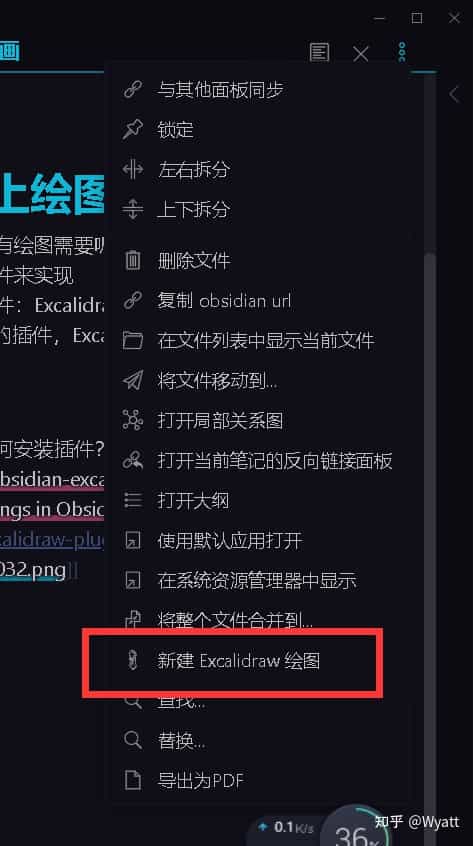 画
与其他面板同步
锁定
左右拆分
上绘图
上下拆分
有绘图需要
删除文件
件来实现
复制 obsidian url
件：Excalidra
的插件，Exca
在文件列表中显示当前文件
将文件移动到...
打开局部关系图
何安装插件?
打开当前笔记的反向链接面板
bsidian-exca
ngs in Obsid
打开大纲
calidraw-plug
使用默认应用打开
032.png]]
在系统资源管理器中显示
将整个文件合并到...
新建 Excalidraw 绘图
查找...
替换...
导出为PDF
0.1K/s
36%
知乎 @Wyatt